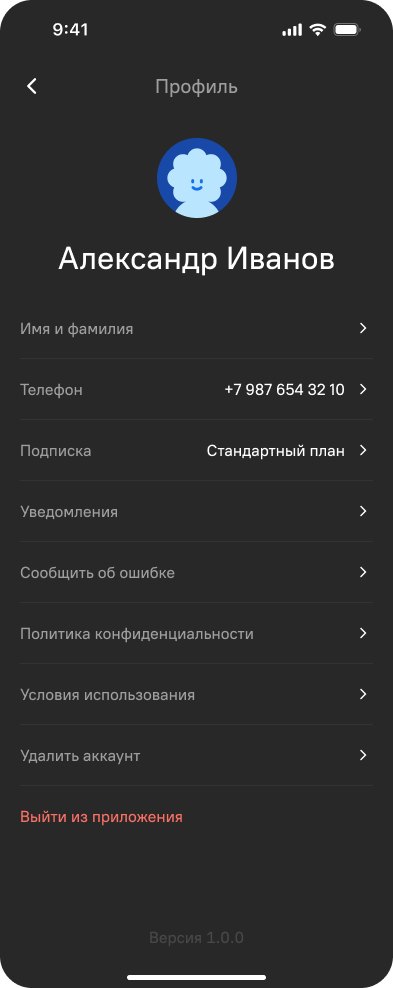 9:41
Профиль
Александр Иванов
Имя и фамилия
Телефон +7 987 654 32 10
Подписка Стандартный план
Уведомления
Сообщить об ошибке
Политика конфиденциальности
Условия использования
Удалить аккаунт
Выйти из приложения
Версия 1.0.0